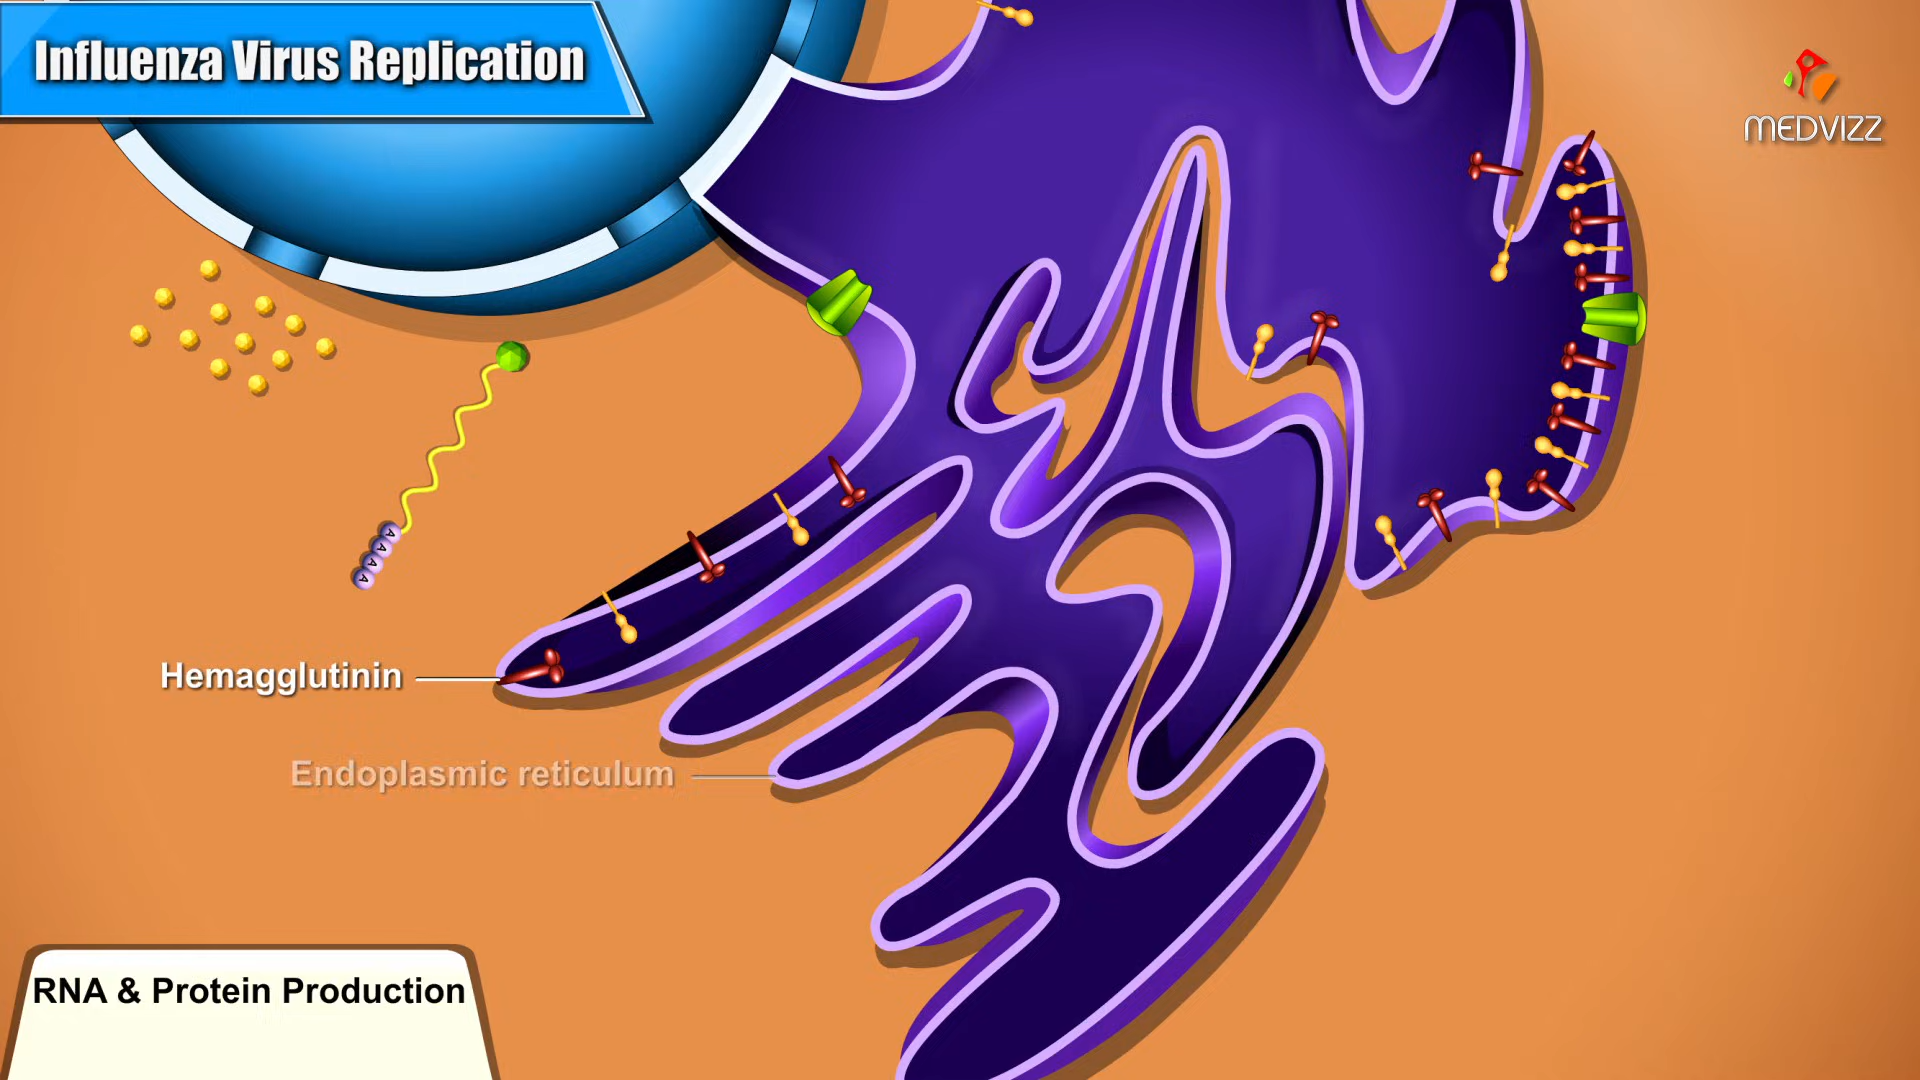 Influenza Virus Replication
MEDVIZZ
A
A
A
A
Hemagglutinin
Endoplasmic reticulum
RNA & Protein Production